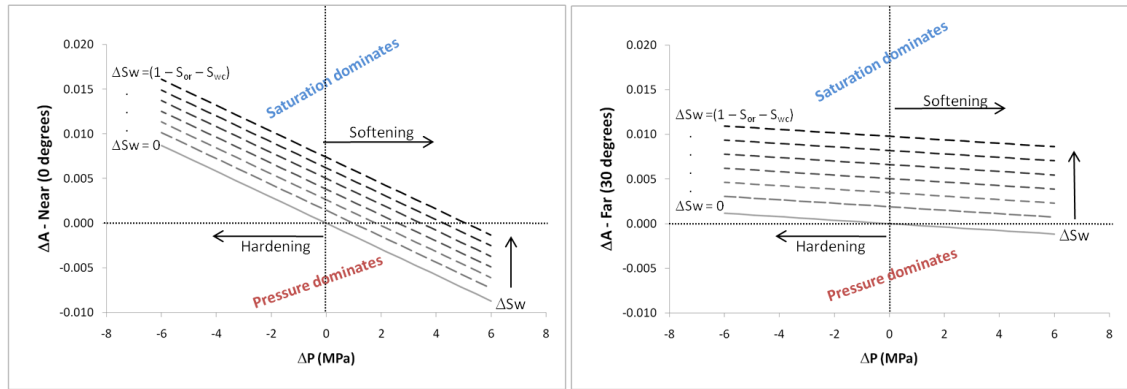 0.020
0.015
0.010
0.005
0.000
-0.005
-0.010
-8
-6
-4
-2
0
2
4
6
8
ΔA - Near (0 degrees)
ΔP (MPa)
ΔSw =(1 – Sor – Swc)
.
.
.
ΔSw = 0
Saturation dominates
Softening
Hardening
Pressure dominates
ΔSw
0.020
0.015
0.010
0.005
0.000
-0.005
-0.010
-8
-6
-4
-2
0
2
4
6
8
ΔA - Far (30 degrees)
ΔP (MPa)
ΔSw =(1 – Sor – Swc)
.
.
.
.
ΔSw = 0
Saturation dominates
Softening
Hardening
Pressure dominates
ΔSw